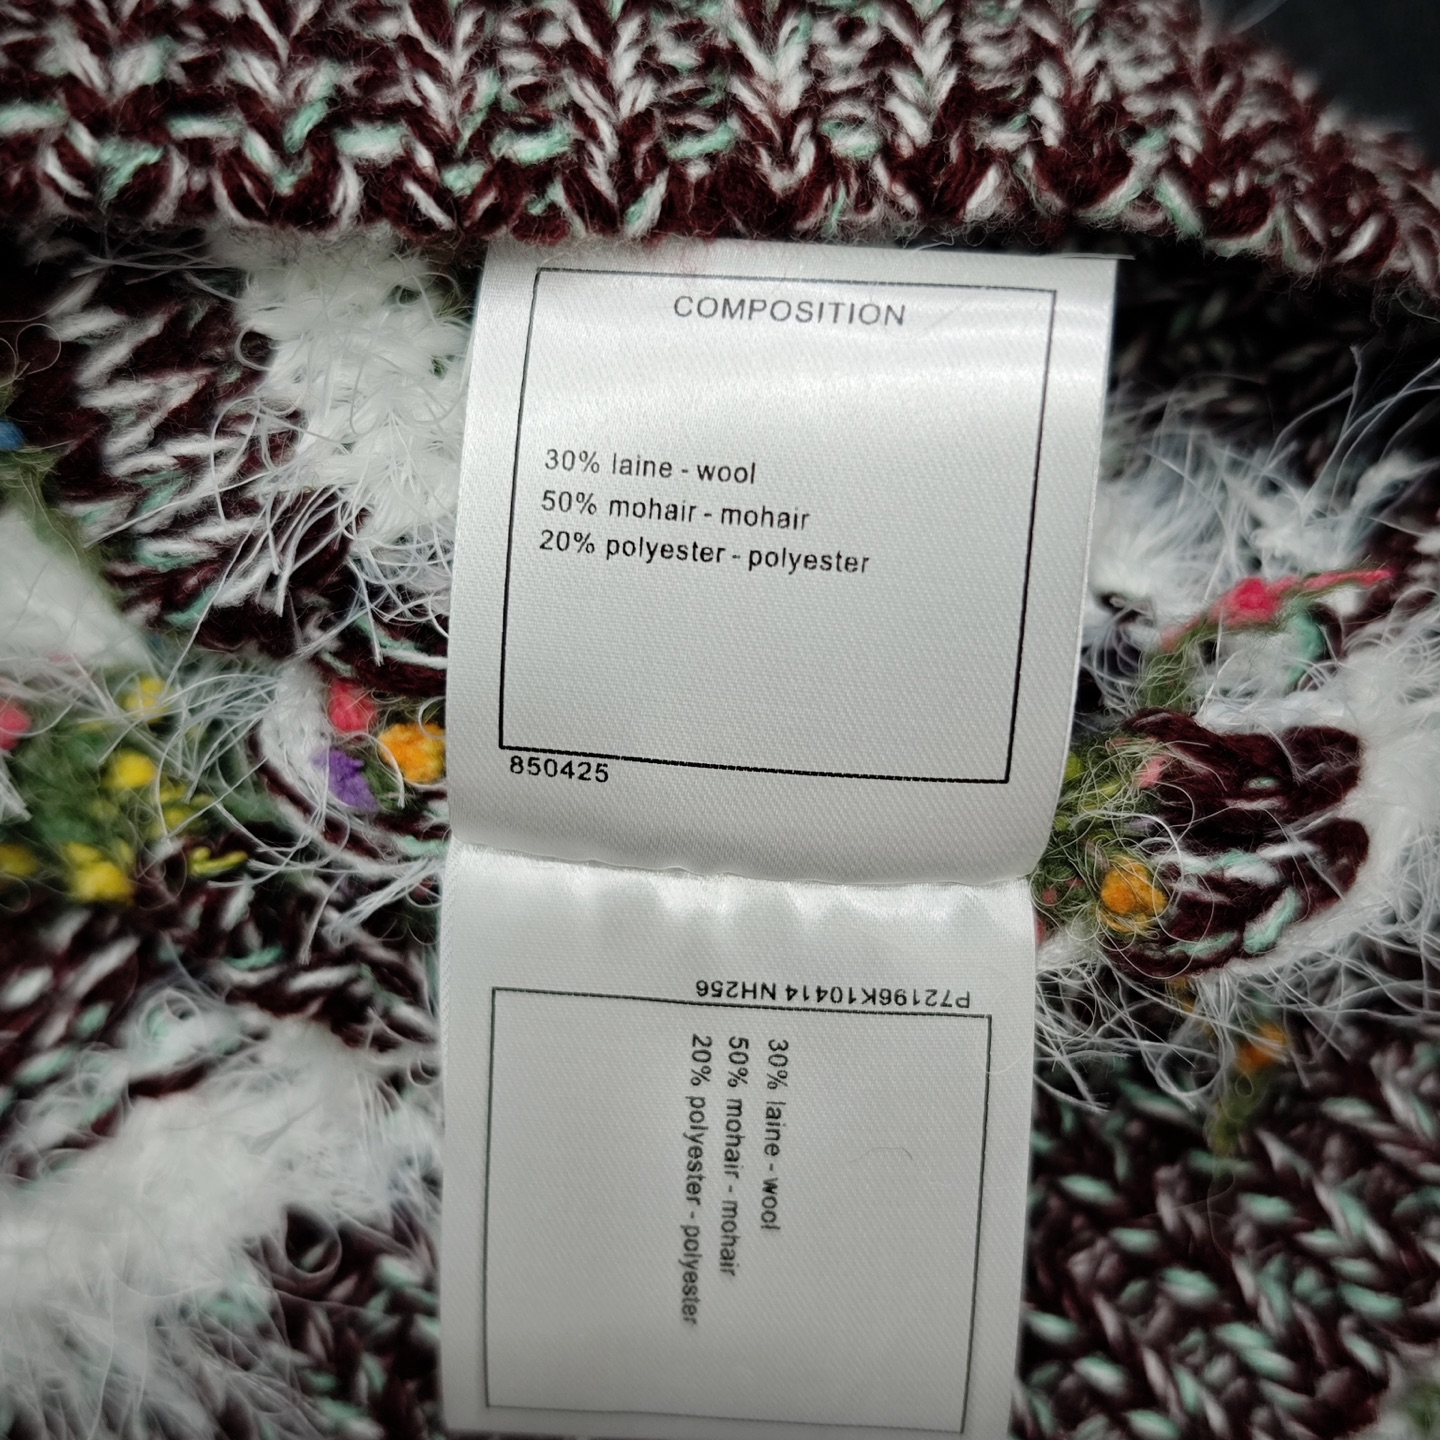 COMPOSITION
30% laine - wool
50% mohair - mohair
20% polyester - polyester
850425
P72196K10414 NH256
30% laine - wool
50% mohair - mohair
20% polyester - polyester